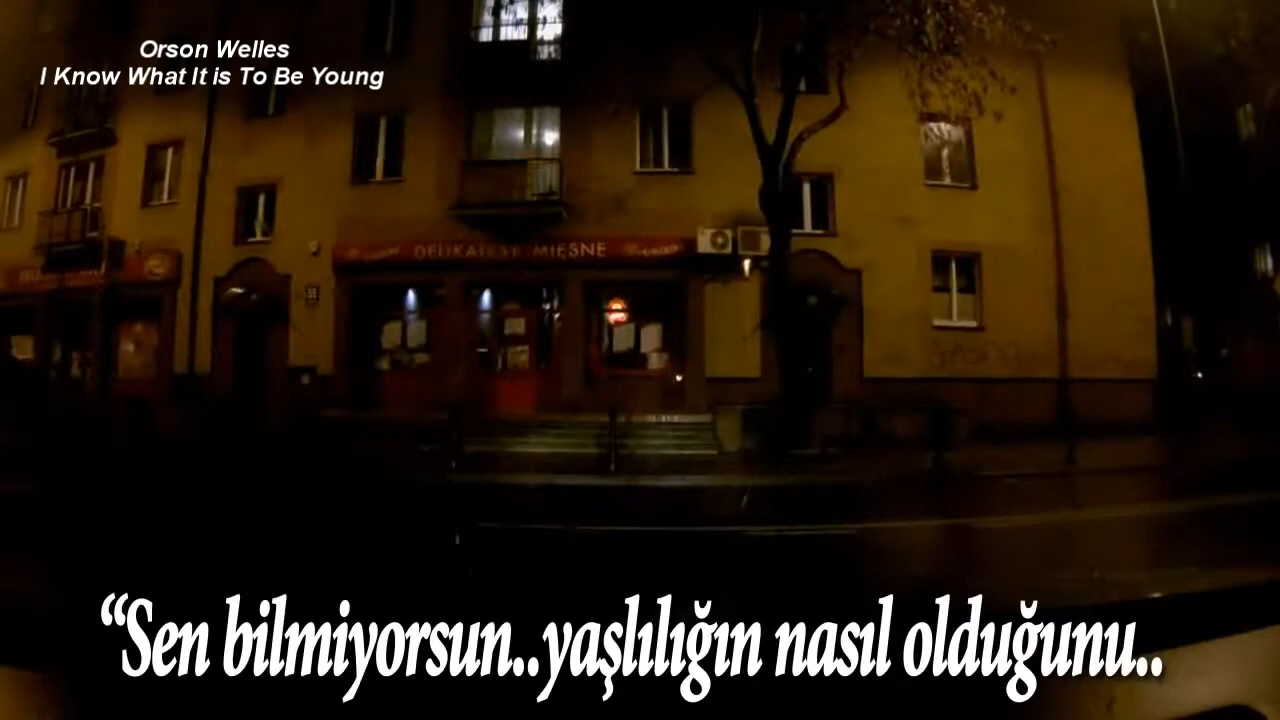 Orson Welles
I Know What It is To Be Young
DELIKATESY MIĘSNE
“Sen bilmiyorsun..yaşlılığın nasıl olduğunu..